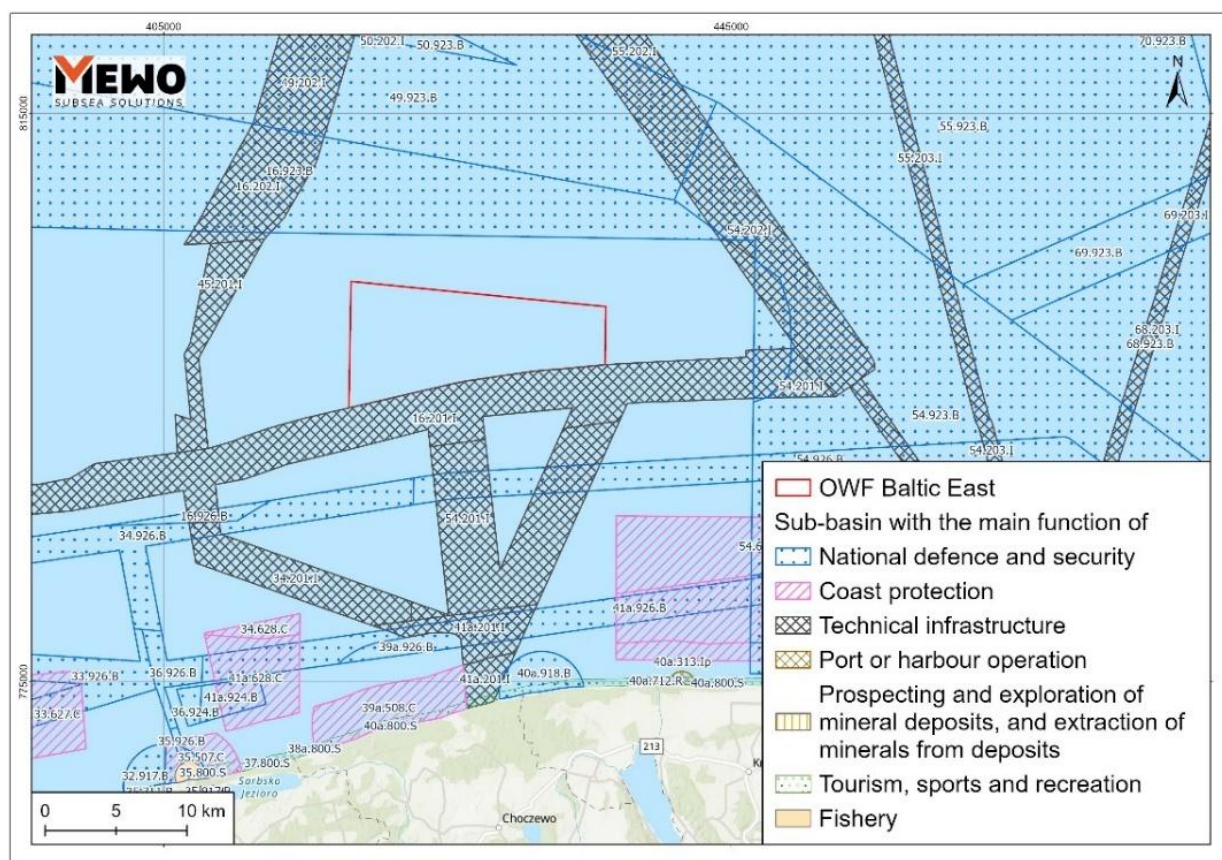 405000
445000
MEWO
SUBSEA SOLUTIONS
50.202.I
50.923.B
55.202.I
70.923.B
N
49.202.I
49.923.B
815000
55.923.B
55.203.I
16.923.B
16.202.I
69.203.I
54.202.I
69.923.B
45.201.I
68.203.I
68.923.B
54.201.I
16.201.I
54.923.B
54.203.I
54.926.B
16.926.B
34.926.B
54.201.I
34.201.I
41a.926.B
34.628.C
41a.201.I
39a.926.B
40a.313.Ip
33.926.B
36.926.B
41a.628.C
41a.201.I
40a.918.B
40a.712.R
40a.800.S
775000
36.924.B
41a.924.B
33.627.C
39a.508.C
40a.800.S
35.926.B
38a.800.S
35.507.C
37.800.S
32.917.B
35.800.S
Sarbsko
Jezioro
213
Choczewo
0 5 10 km
OWF Baltic East
Sub-basin with the main function of
National defence and security
Coast protection
Technical infrastructure
Port or harbour operation
Prospecting and exploration of
mineral deposits, and extraction of
minerals from deposits
Tourism, sports and recreation
Fishery